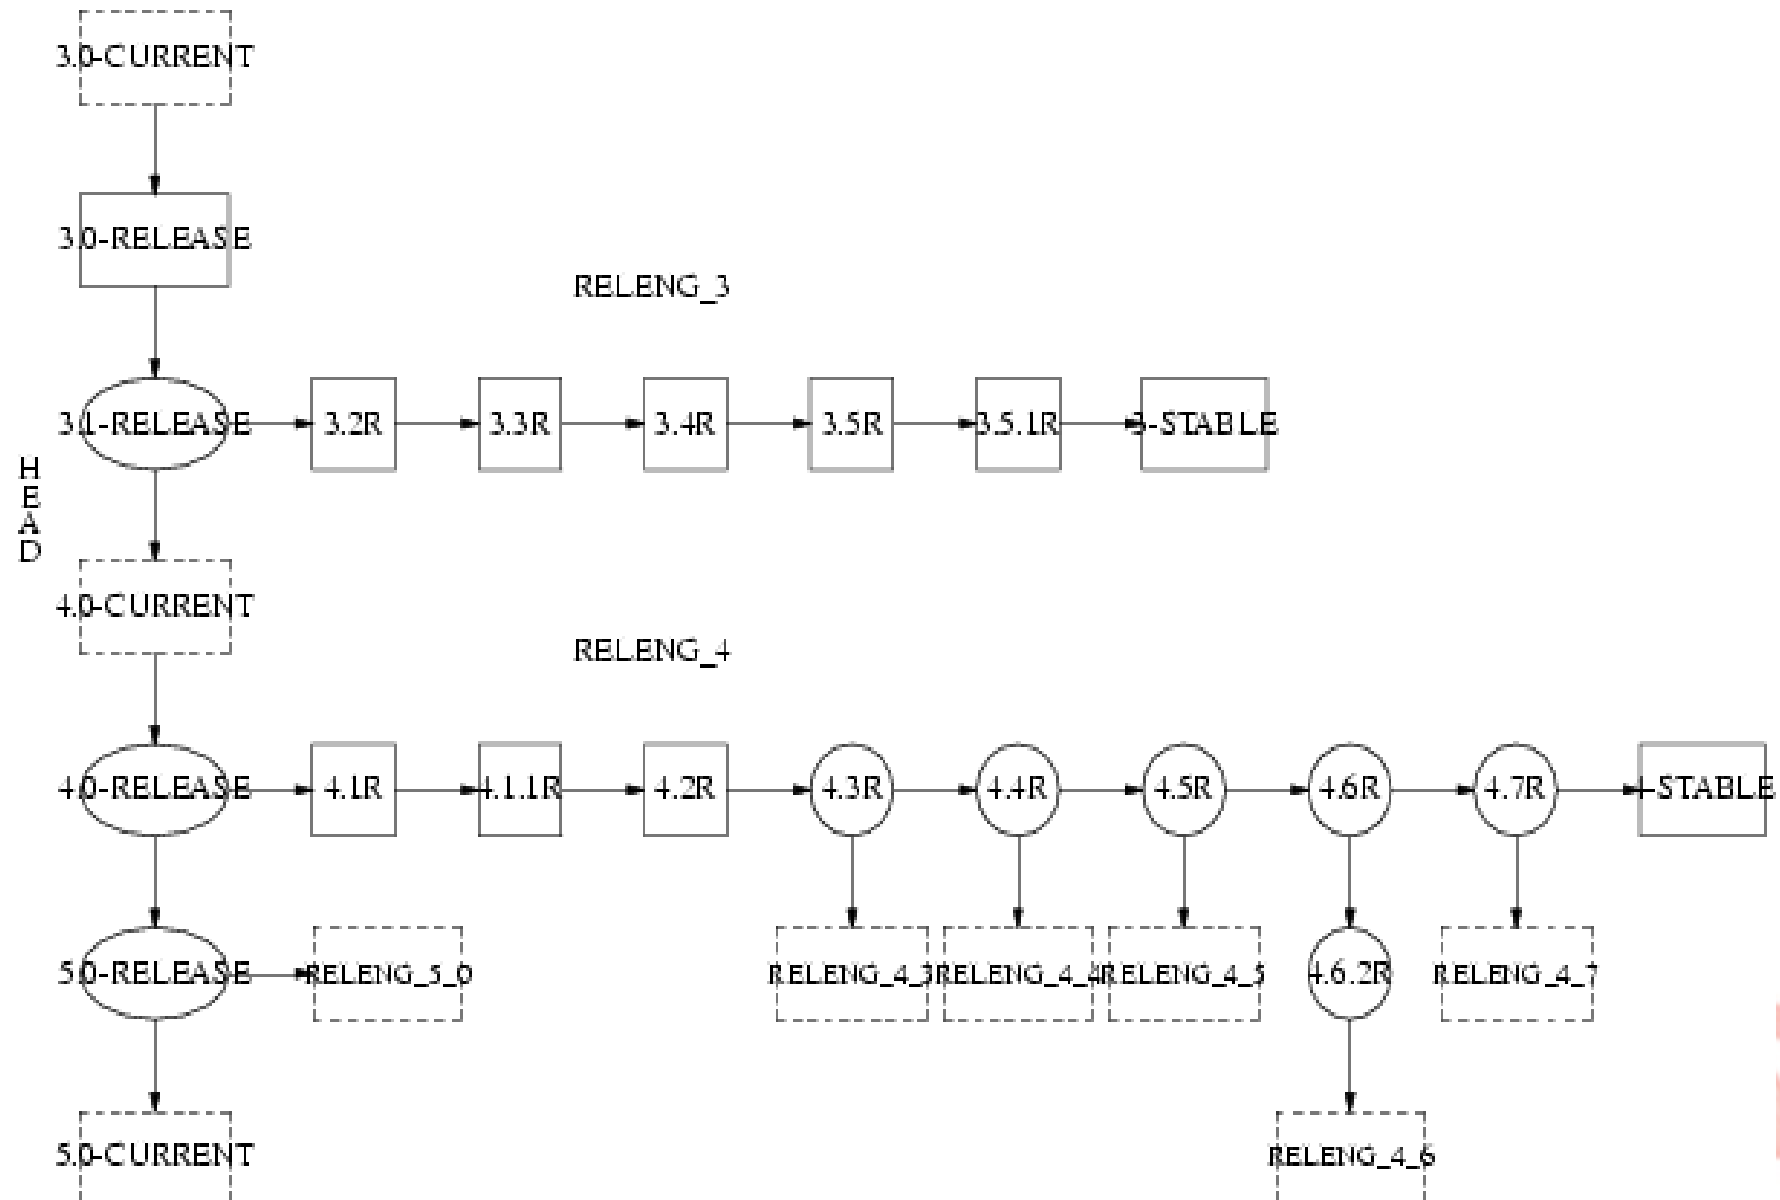 3.0-CURRENT
3.0-RELEASE
RELENG_3
3.1-RELEASE
3.2R
3.3R
3.4R
3.5R
3.5.1R
3-STABLE
HEAD
4.0-CURRENT
RELENG_4
4.0-RELEASE
4.1R
4.1.1R
4.2R
4.3R
4.4R
4.5R
4.6R
4.7R
4-STABLE
5.0-RELEASE
RELENG_5_0
RELENG_4_3
RELENG_4_4
RELENG_4_5
4.6.2R
RELENG_4_7
5.0-CURRENT
RELENG_4_6